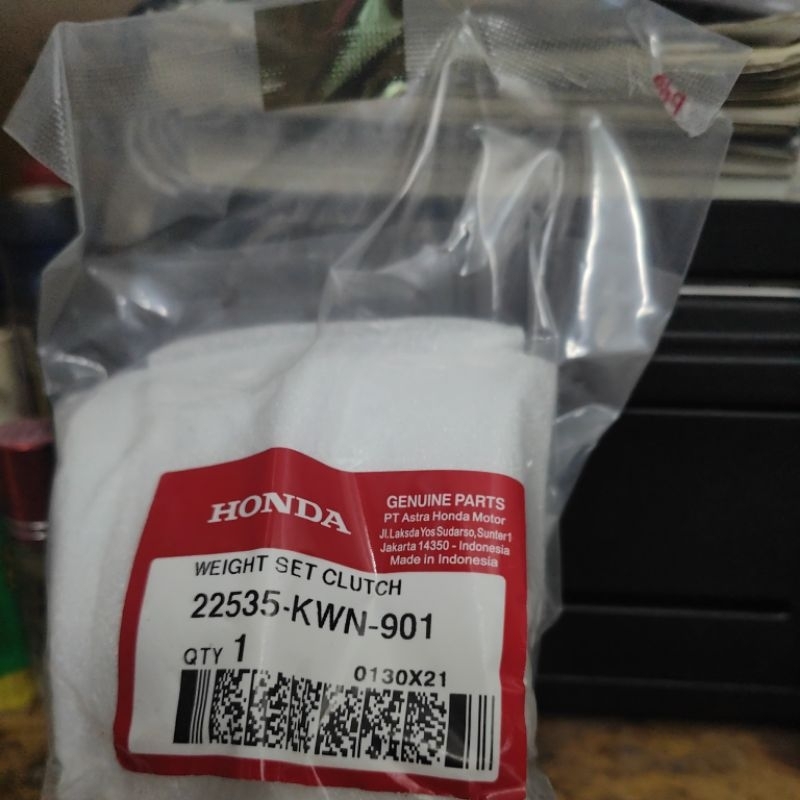 HONDA
GENUINE PARTS
PT Astra Honda Motor
Jl.Laksda Yos Sudarso, Sunter1
Jakarta 14350 - Indonesia
Made in Indonesia
WEIGHT SET CLUTCH
22535-KWN-901
QTY 1
0130X21